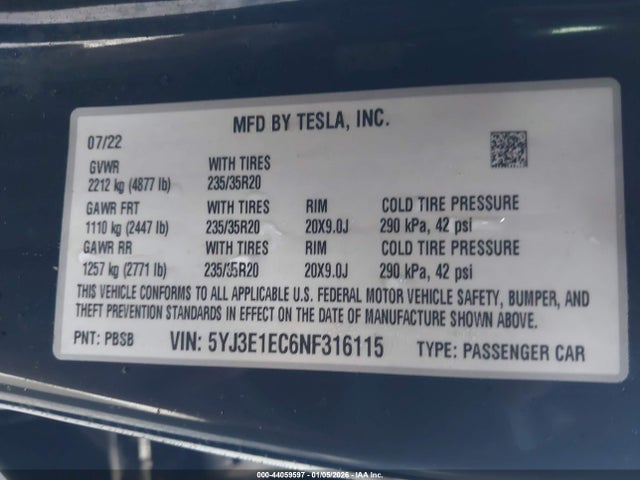 MFD BY TESLA, INC.
07/22
GVWR WITH TIRES
2212 kg (4877 lb) 235/35R20
GAWR FRT WITH TIRES RIM COLD TIRE PRESSURE
1110 kg (2447 lb) 235/35R20 20X9.0J 290 kPa, 42 psi
GAWR RR WITH TIRES RIM COLD TIRE PRESSURE
1257 kg (2771 lb) 235/35R20 20X9.0J 290 kPa, 42 psi
THIS VEHICLE CONFORMS TO ALL APPLICABLE U.S. FEDERAL MOTOR VEHICLE SAFETY, BUMPER, AND
THEFT PREVENTION STANDARDS IN EFFECT ON THE DATE OF MANUFACTURE SHOWN ABOVE.
PNT: PBSB VIN: 5YJ3E1EC6NF316115 TYPE: PASSENGER CAR
000-44059597 - 01/05/2026 - IAA Inc.